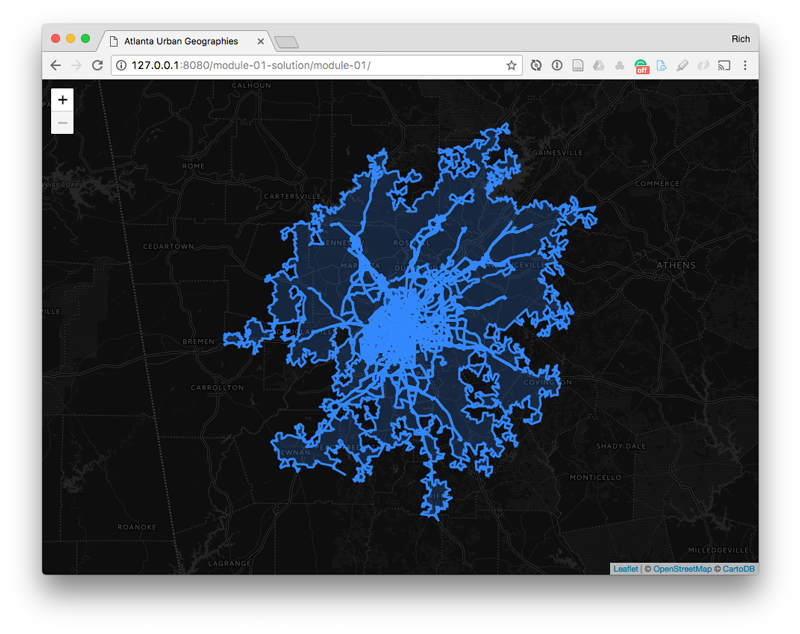 Atlanta Urban Geographies
Rich
127.0.0.1:8080/module-01-solution/module-01/
off
+
−
CALHOUN
GAINESVILLE
ROME
COMMERCE
CARTERSVILLE
CEDARTOWN
ATHENS
VILLE
BREMEN
CARROLLTON
COVINGTON
SHADY DALE
MONTICELLO
ROANOKE
LAGRANGE
MILLEDGEVILLE
Leaflet | © OpenStreetMap © CartoDB